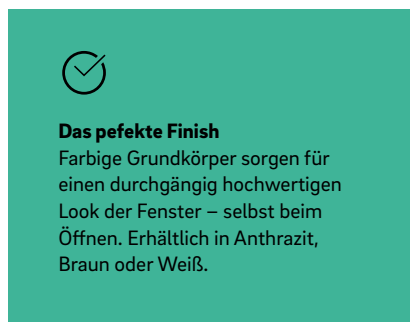 Das pefekte Finish
Farbige Grundkörper sorgen für
einen durchgängig hochwertigen
Look der Fenster – selbst beim
Öffnen. Erhältlich in Anthrazit,
Braun oder Weiß.